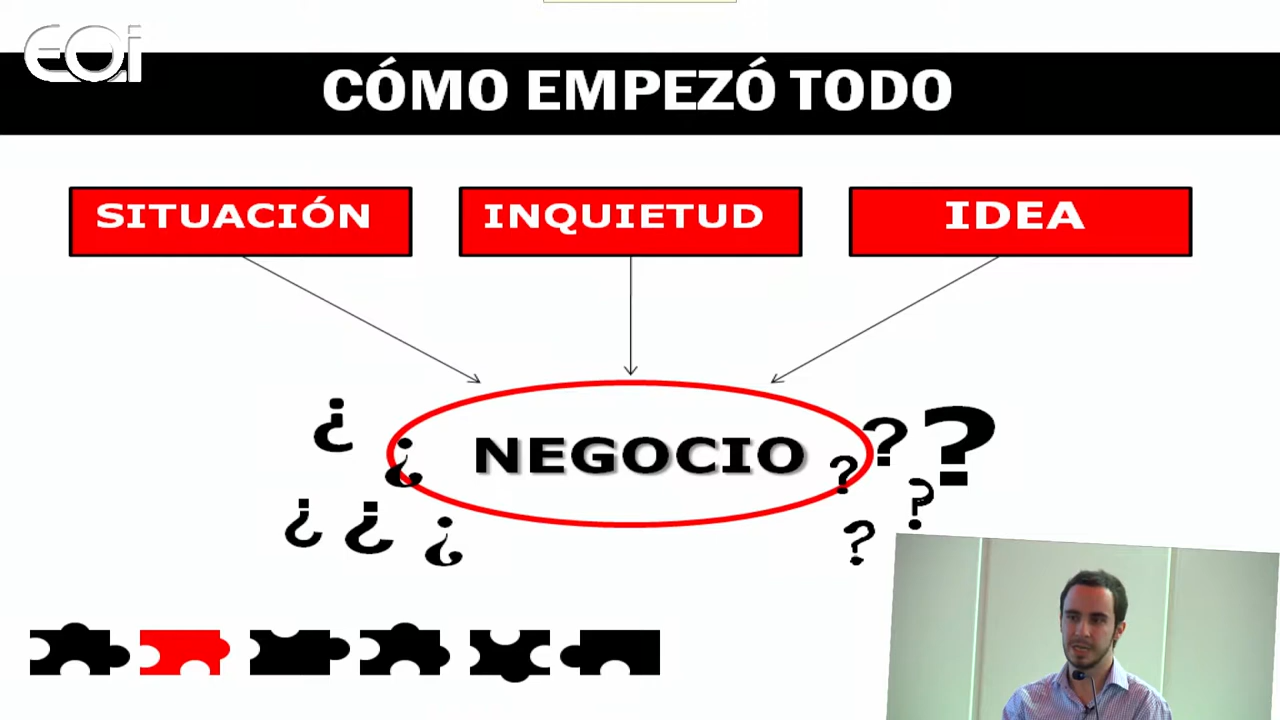 EOi
CÓMO EMPEZÓ TODO
SITUACIÓN
INQUIETUD
IDEA
¿ ¿ NEGOCIO ? ? ?
¿ ¿ ¿ ? ?